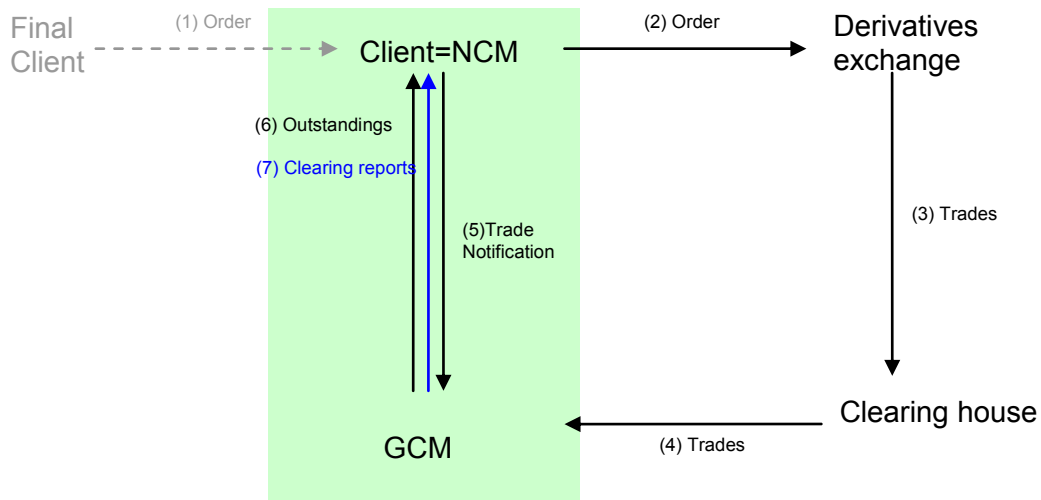 Final
Client
(1) Order
Client=NCM
(2) Order
Derivatives
exchange
(6) Outstandings
(7) Clearing reports
(5)Trade
Notification
(3) Trades
GCM
(4) Trades
Clearing house